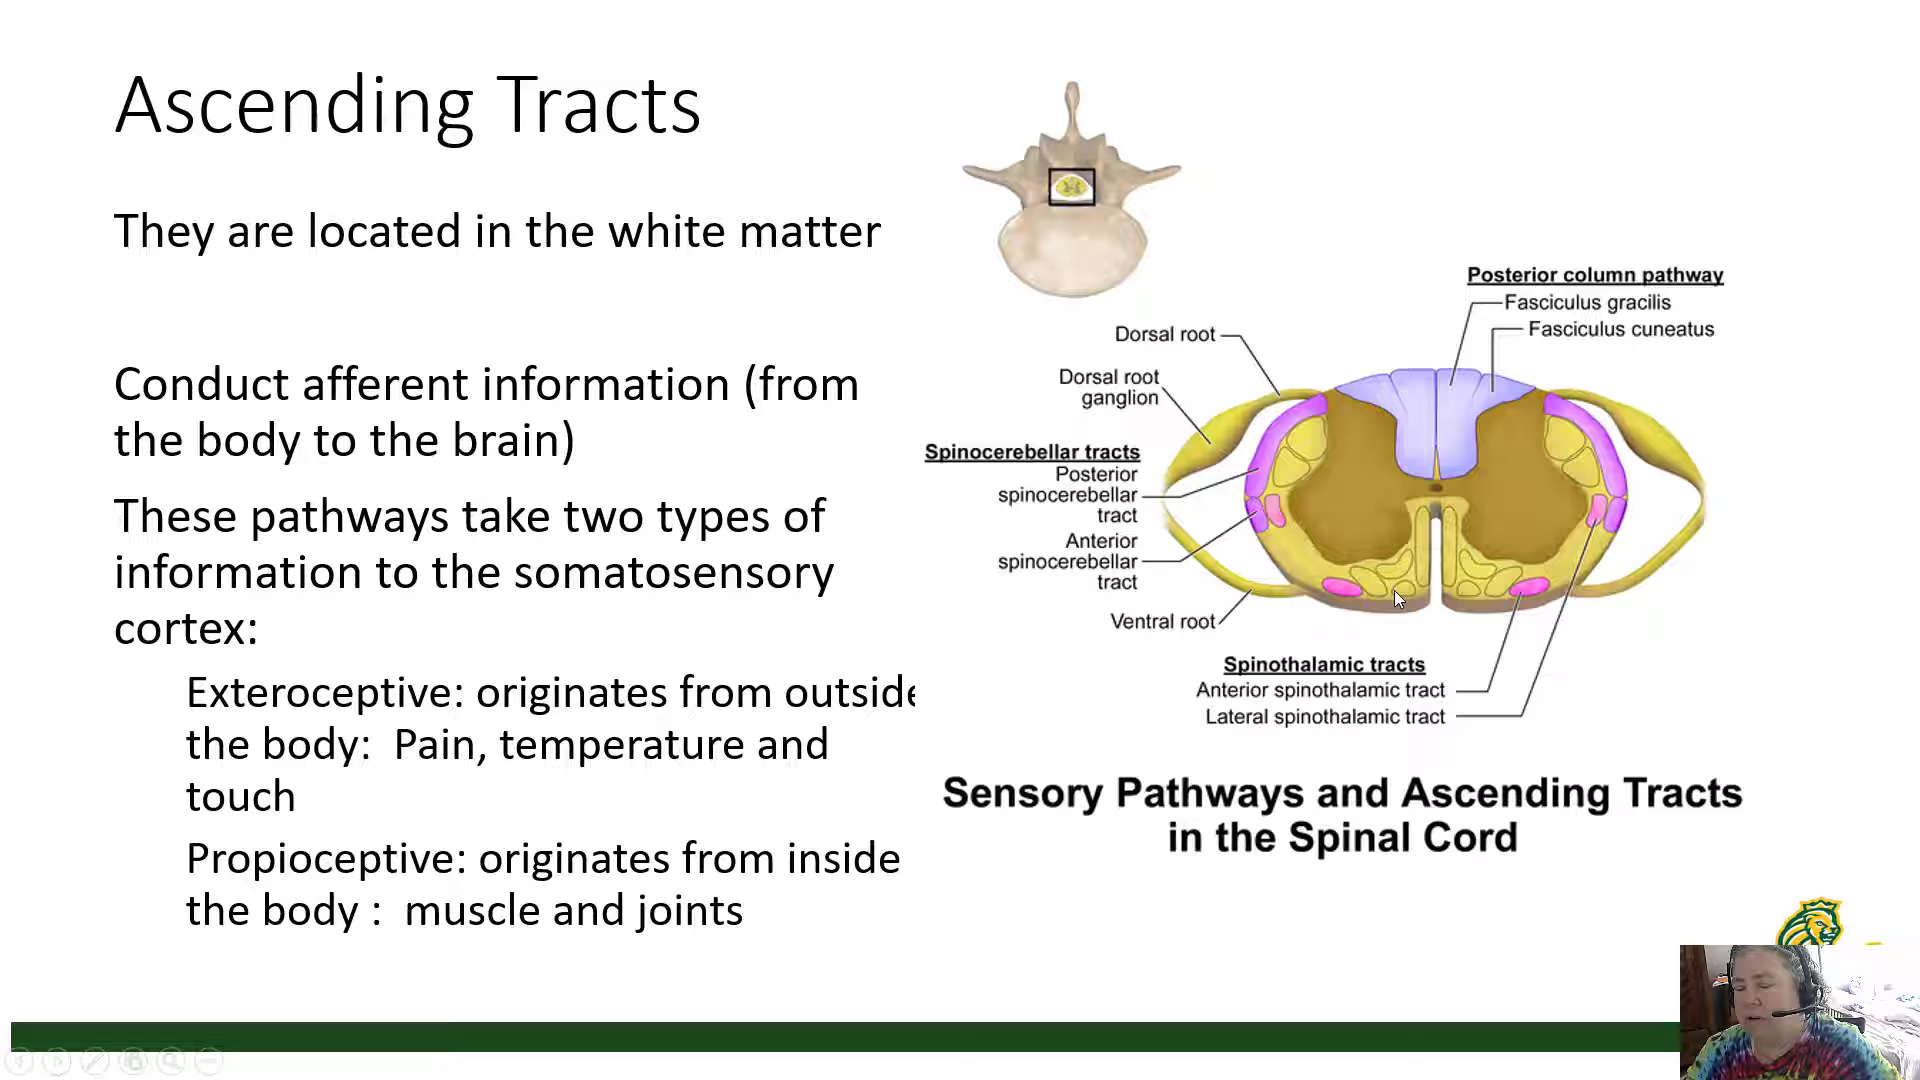 Ascending Tracts
They are located in the white matter
Conduct afferent information (from
the body to the brain)
These pathways take two types of
information to the somatosensory
cortex:
Exteroceptive: originates from outside
the body:  Pain, temperature and
touch
Propioceptive: originates from inside
the body :  muscle and joints
Posterior column pathway
Fasciculus gracilis
Fasciculus cuneatus
Dorsal root
Dorsal root
ganglion
Spinocerebellar tracts
Posterior
spinocerebellar
tract
Anterior
spinocerebellar
tract
Ventral root
Spinothalamic tracts
Anterior spinothalamic tract
Lateral spinothalamic tract
Sensory Pathways and Ascending Tracts
in the Spinal Cord